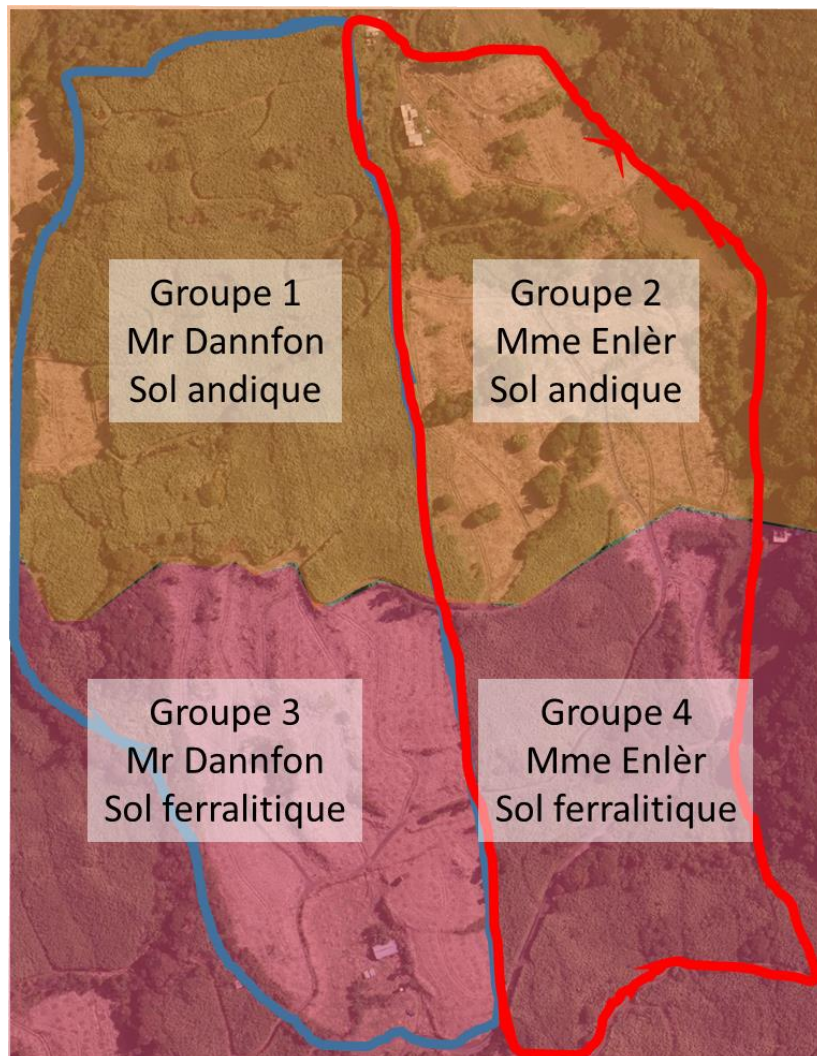 Groupe 1
Mr Dannfon
Sol andique
Groupe 2
Mme Enlèr
Sol andique
Groupe 3
Mr Dannfon
Sol ferralitique
Groupe 4
Mme Enlèr
Sol ferralitique